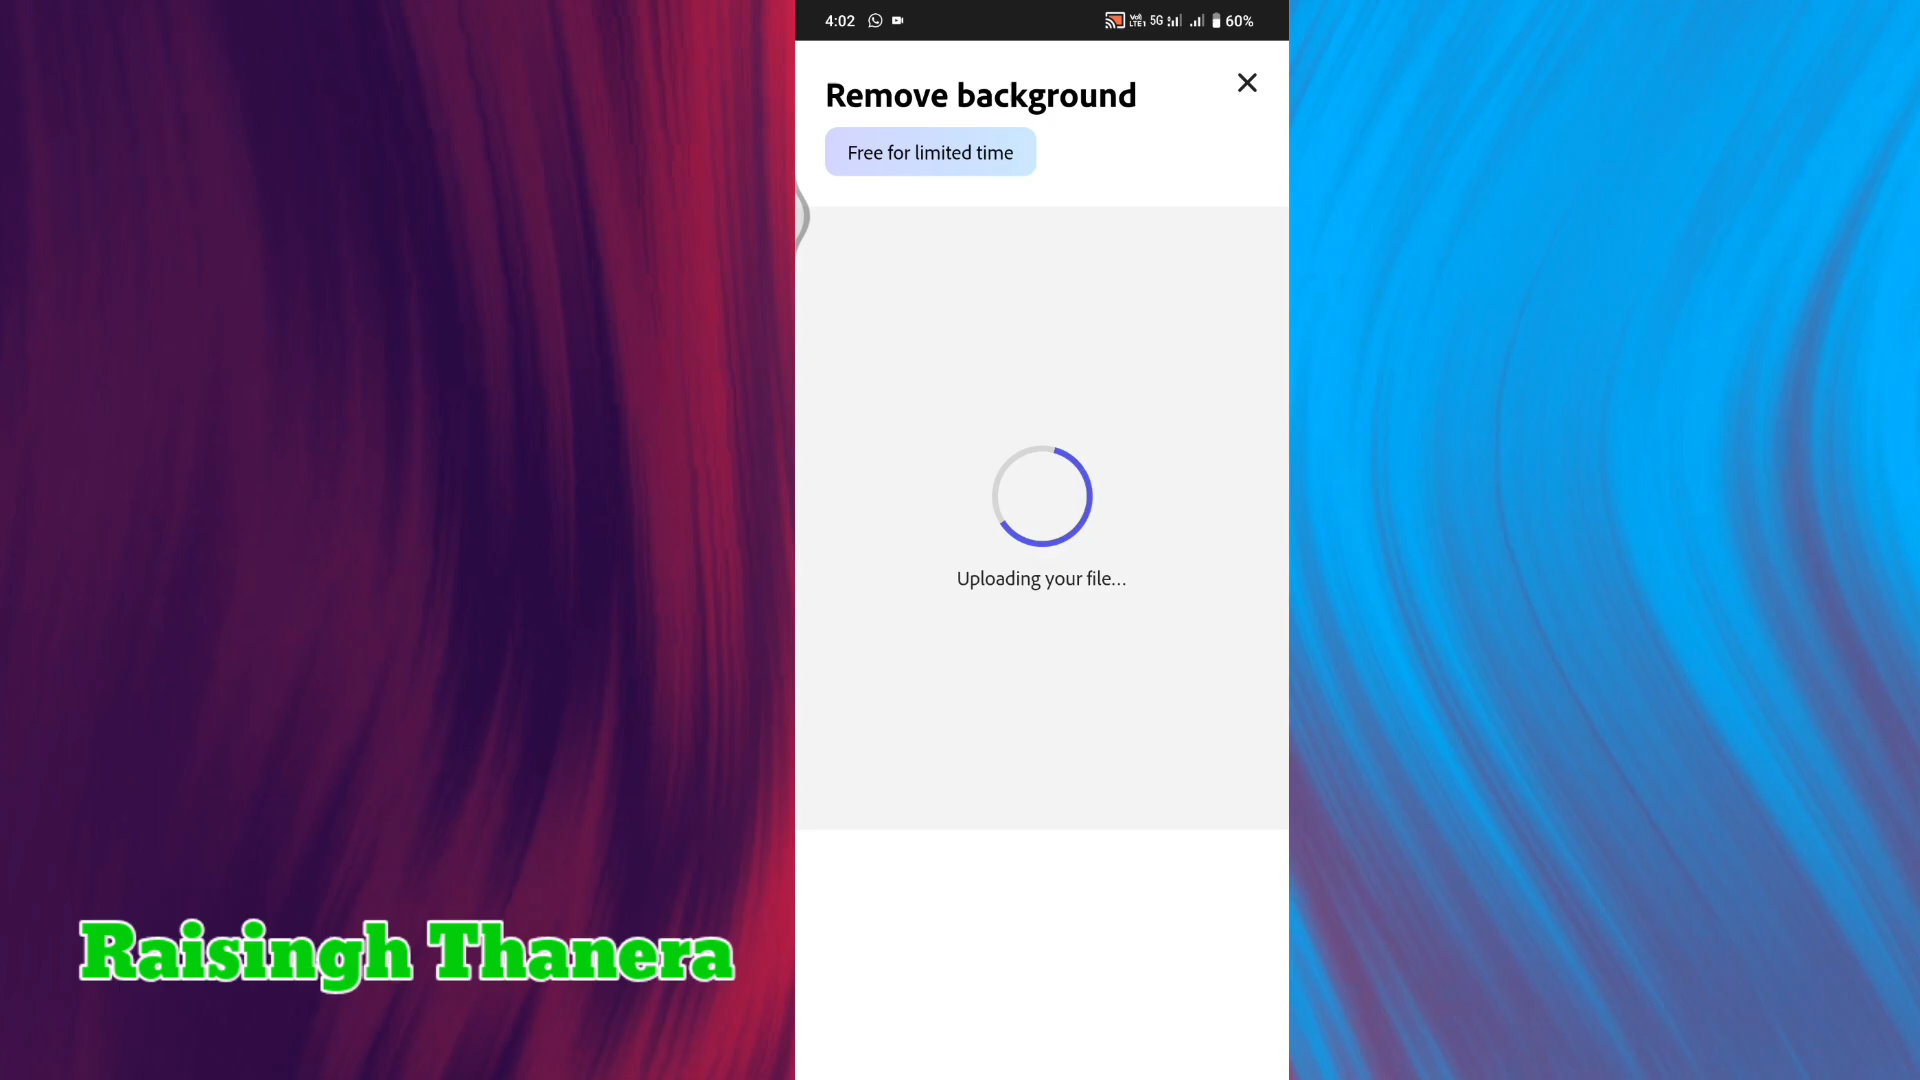 4:02
5G
60%
Remove background
Free for limited time
Uploading your file...
Raisingh Thanera